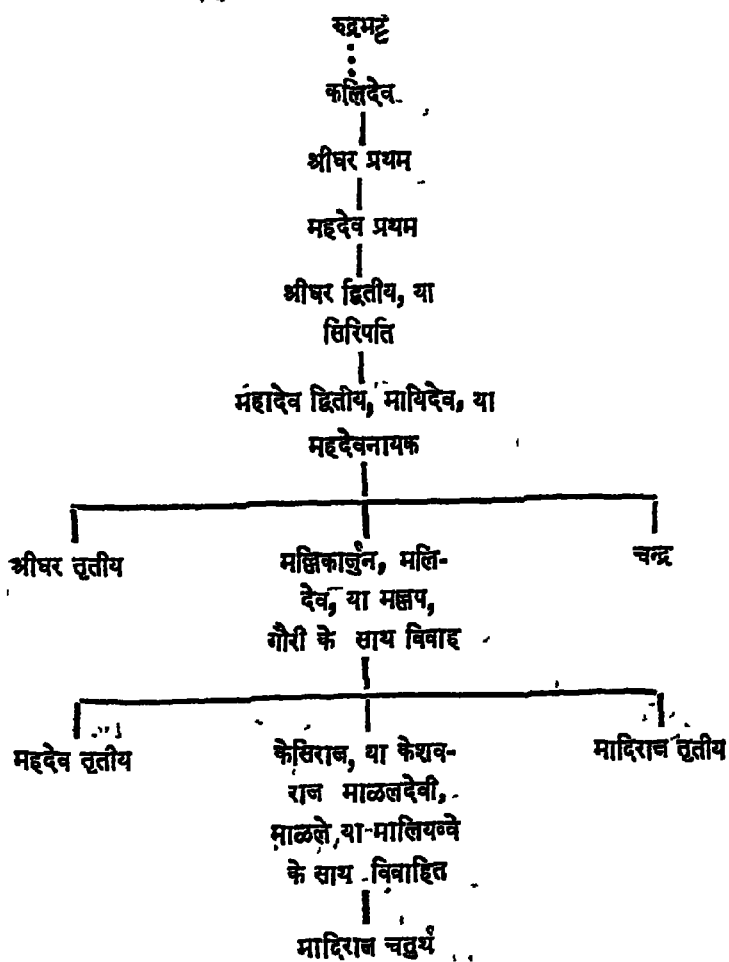 रुद्रभट्ट
कलिदेव
श्रीधर प्रथम
महदेव प्रथम
श्रीधर द्वितीय, या
सिरिपति
महादेव द्वितीय, मायिदेव, या
महदेवनायक
श्रीधर तृतीय
मल्लिकार्जुन, मलि-
देव, या मल्लप,
गौरी के साथ विवाह
चन्द्र
महदेव तृतीय
केसिराज, या केशव-
राज माळलदेवी,
माळले या मालियव्वे
के साथ विवाहित
मादिराज तृतीय
मादिराज चतुर्थ